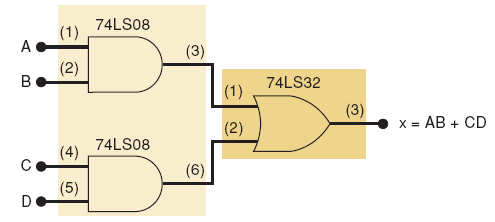 74LS08
A (1)
(3)
B (2)
74LS32
(1)
(3)
x = AB + CD
(2)
74LS08
C (4)
(6)
D (5)